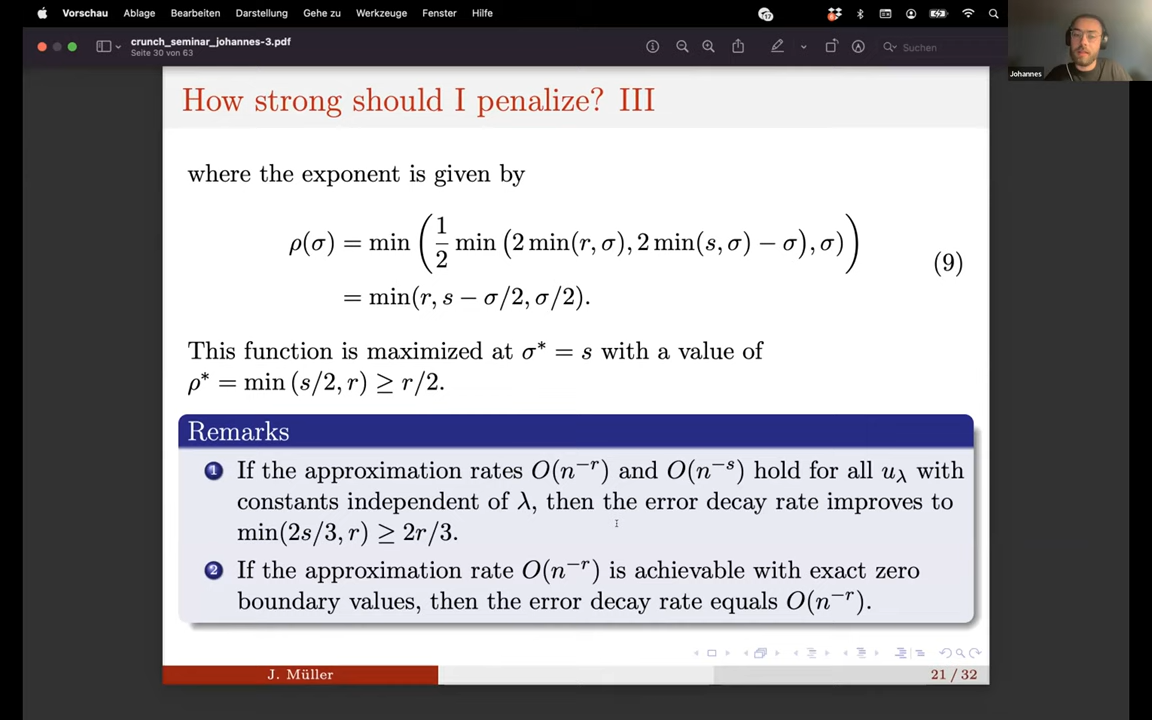 Vorschau Ablage Bearbeiten Darstellung Gehe zu Werkzeuge Fenster Hilfe
17
crunch_seminar_johannes-3.pdf
Seite 30 von 63
Suchen
Johannes
How strong should I penalize? III
where the exponent is given by
ρ(σ) = min (1/2 min (2 min(r, σ), 2 min(s, σ) − σ), σ))
= min(r, s − σ/2, σ/2).
(9)
This function is maximized at σ* = s with a value of
ρ* = min (s/2, r) ≥ r/2.
Remarks
1 If the approximation rates O(n⁻ʳ) and O(n⁻ˢ) hold for all u_λ with
constants independent of λ, then the error decay rate improves to
min(2s/3, r) ≥ 2r/3.
2 If the approximation rate O(n⁻ʳ) is achievable with exact zero
boundary values, then the error decay rate equals O(n⁻ʳ).
J. Müller
21 / 32